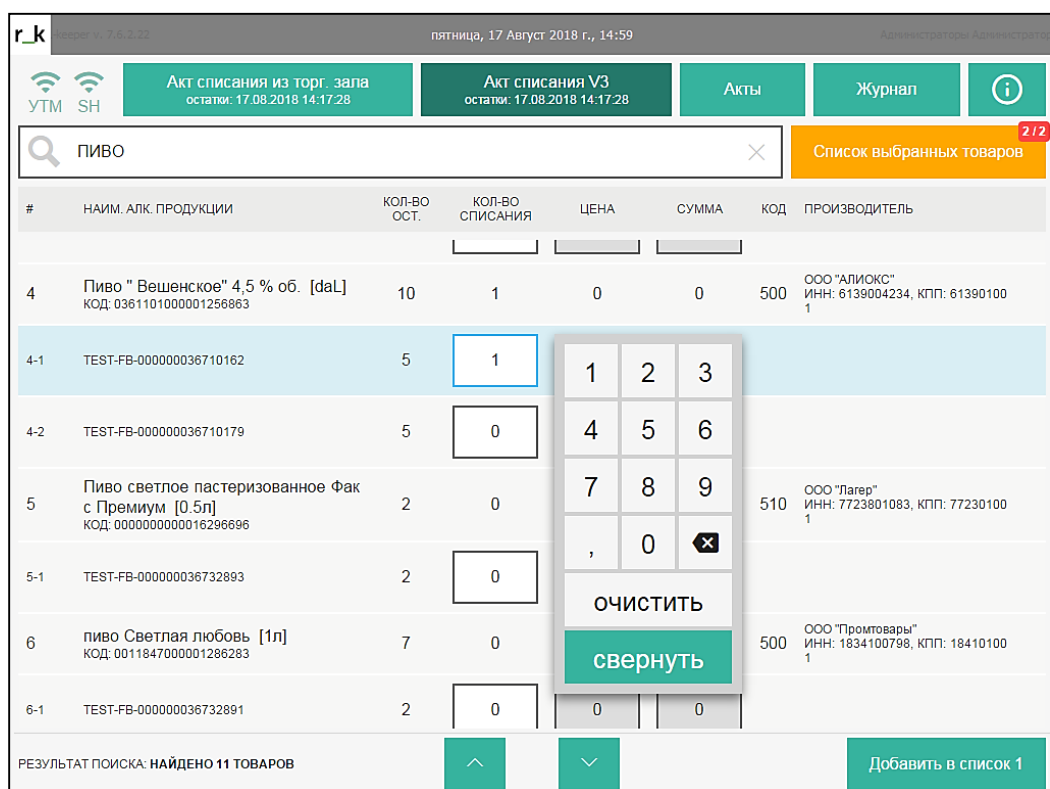 r_k keeper v. 7.6.2.22 пятница, 17 Август 2018 г., 14:59 Администраторы Администратор
УТМ SH
Акт списания из торг. зала
остатки: 17.08.2018 14:17:28
Акт списания V3
остатки: 17.08.2018 14:17:28
Акты
Журнал
ПИВО
Список выбранных товаров 2/2
# НАИМ. АЛК. ПРОДУКЦИИ КОЛ-ВО ОСТ. КОЛ-ВО СПИСАНИЯ ЦЕНА СУММА КОД ПРОИЗВОДИТЕЛЬ
4 Пиво " Вешенское" 4,5 % об. [daL] 10 1 0 0 500 ООО "АЛИОКС"
КОД: 0361101000001256863 ИНН: 6139004234, КПП: 61390100
1
4-1 TEST-FB-000000036710162 5 1
4-2 TEST-FB-000000036710179 5 0
5 Пиво светлое пастеризованное Фак
с Премиум [0.5л] 2 0 510 ООО "Лагер"
КОД: 0000000000016296696 ИНН: 7723801083, КПП: 77230100
1
5-1 TEST-FB-000000036732893 2 0
6 пиво Светлая любовь [1л] 7 0 500 ООО "Промтовары"
КОД: 0011847000001286283 ИНН: 1834100798, КПП: 18410100
1
6-1 TEST-FB-000000036732891 2 0 0 0
1 2 3
4 5 6
7 8 9
, 0
очистить
свернуть
РЕЗУЛЬТАТ ПОИСКА: НАЙДЕНО 11 ТОВАРОВ
Добавить в список 1